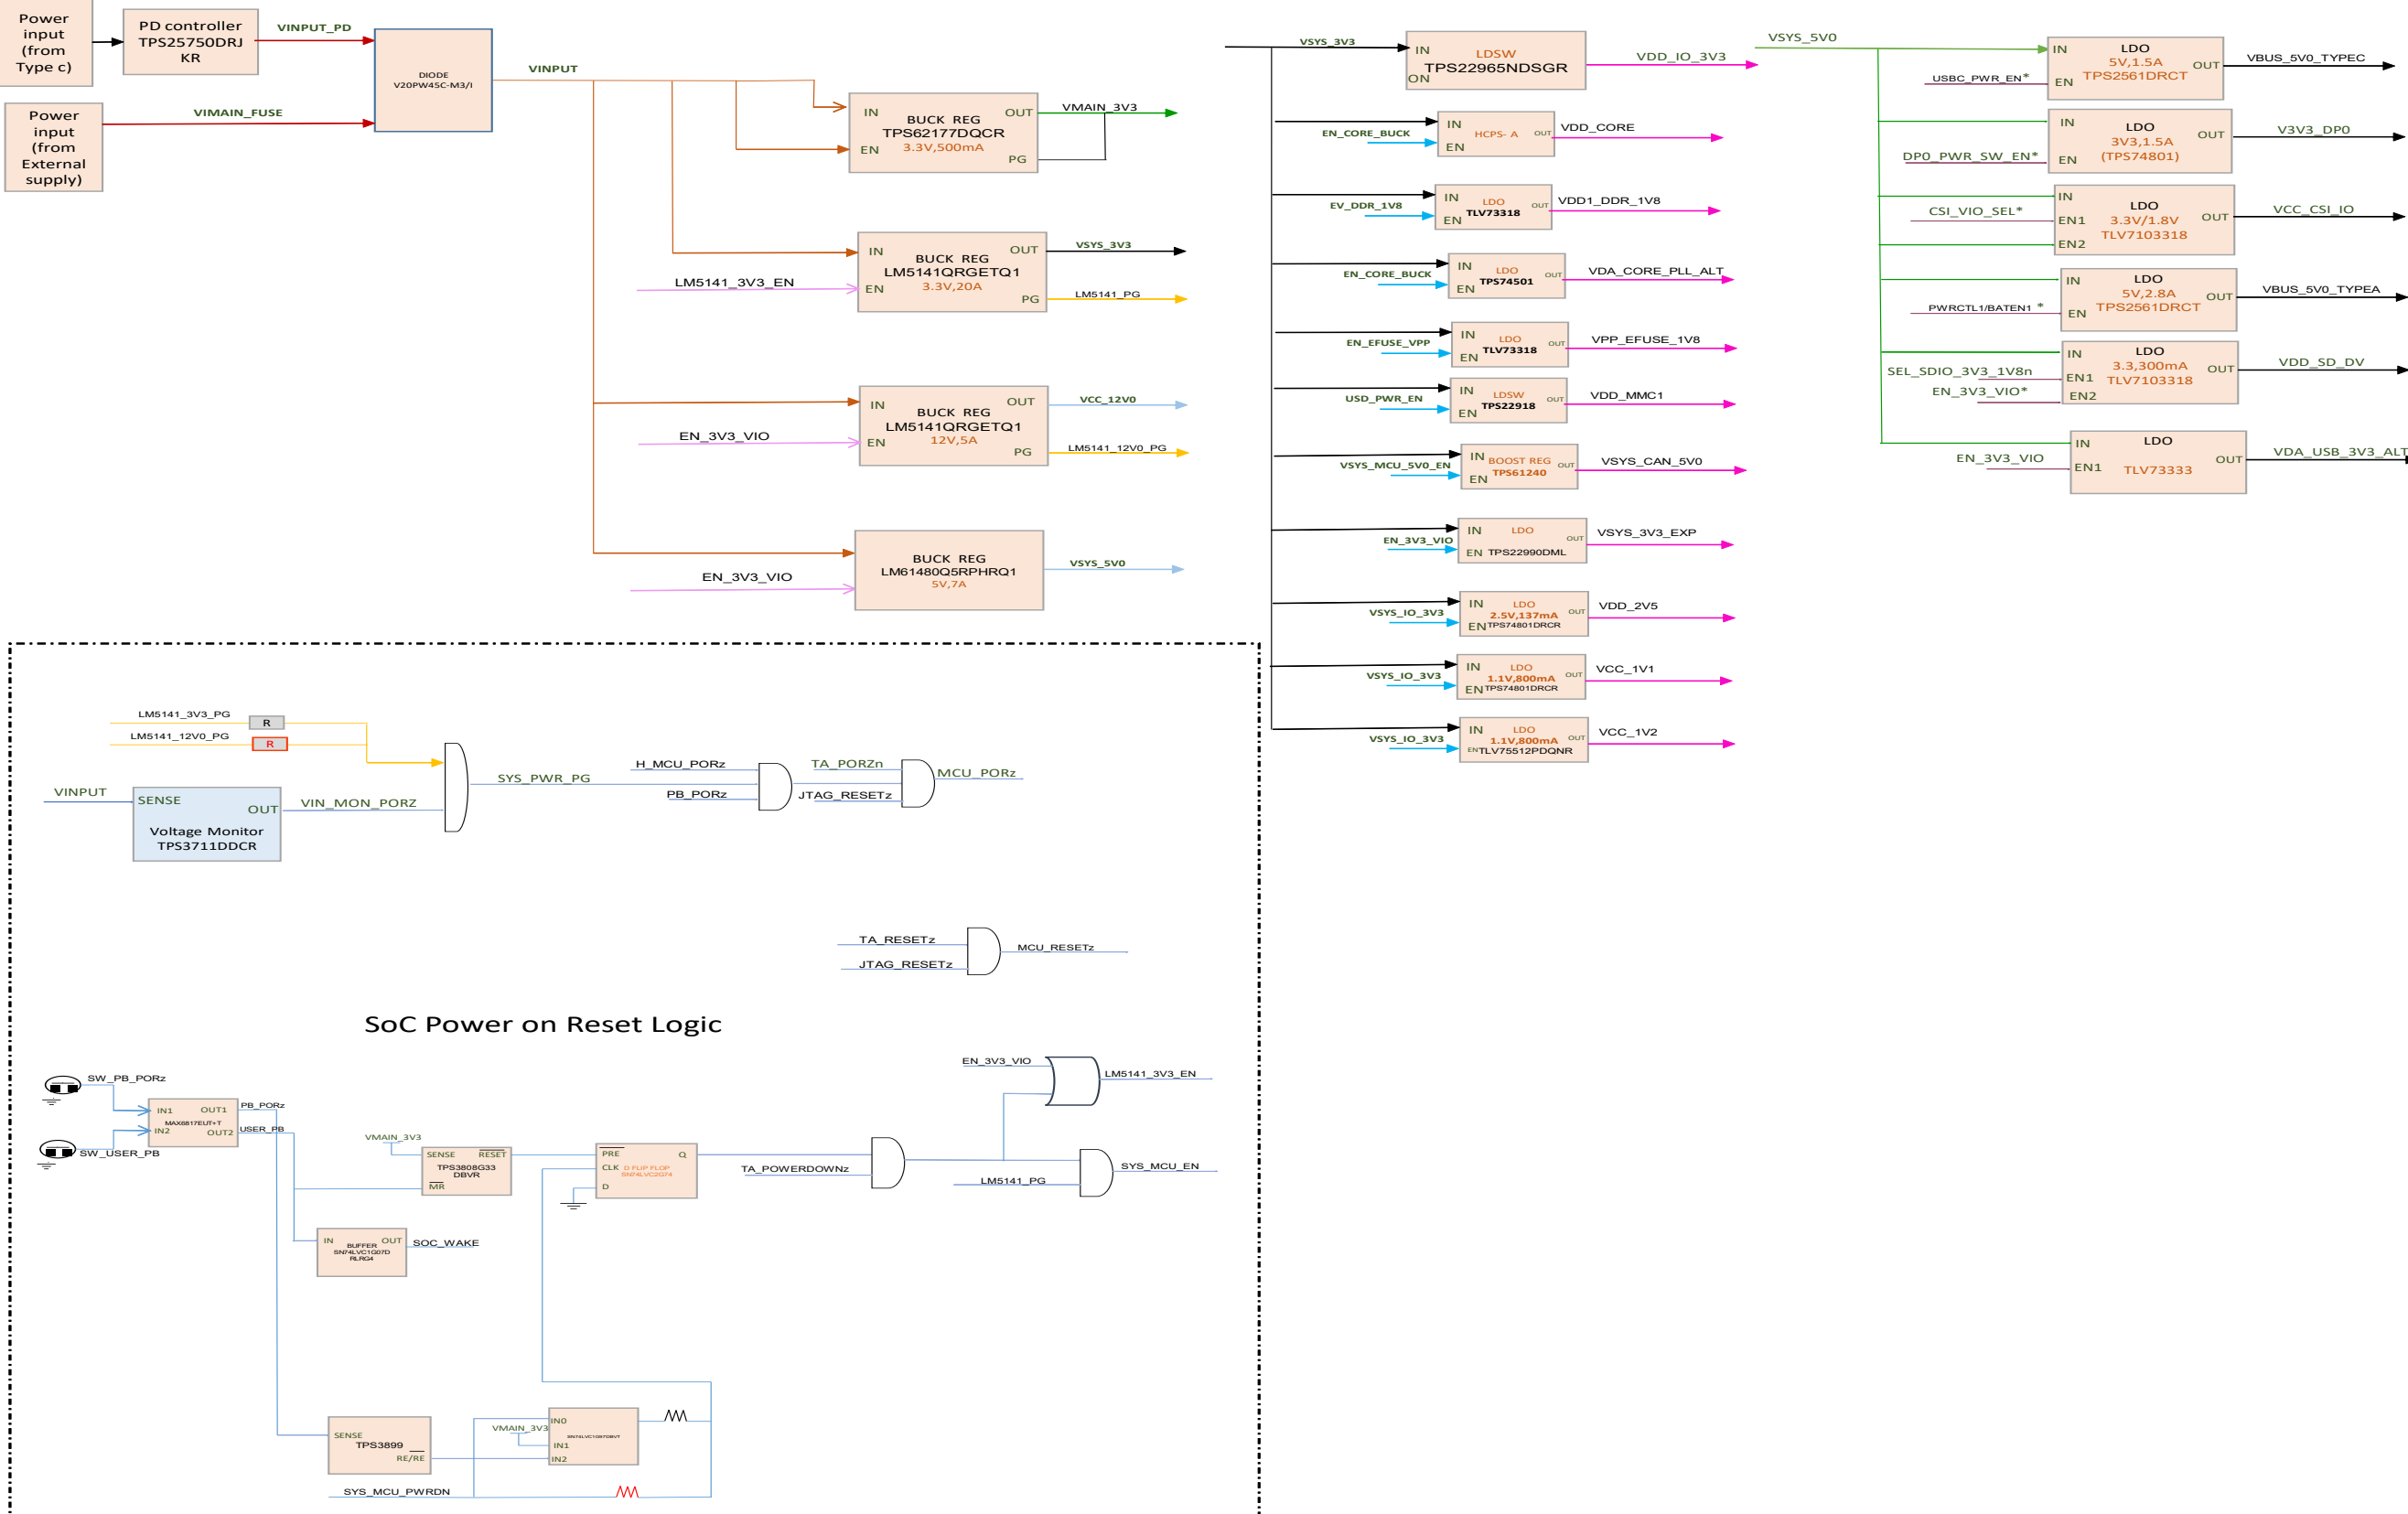 Power
input
(from
Type c)
PD controller
TPS25750DRJ
KR
VINPUT_PD
DIODE
V20PW45C-M3/I
VINPUT
Power
input
(from
External
supply)
VIMAIN_FUSE
IN
OUT
BUCK REG
TPS62177DQCR
3.3V,500mA
EN
PG
VMAIN_3V3
IN
OUT
BUCK REG
LM5141QRGETQ1
3.3V,20A
EN
PG
VSYS_3V3
LM5141_3V3_EN
LM5141_PG
IN
OUT
BUCK REG
LM5141QRGETQ1
12V,5A
EN
PG
VCC_12V0
EN_3V3_VIO
LM5141_12V0_PG
BUCK REG
LM61480Q5RPHRQ1
5V,7A
VSYS_5V0
EN_3V3_VIO
VSYS_3V3
IN
LDSW
TPS22965NDSGR
ON
VDD_IO_3V3
EN_CORE_BUCK
IN
HCPS- A
OUT
EN
VDD_CORE
EV_DDR_1V8
IN
LDO
TLV73318
OUT
EN
VDD1_DDR_1V8
EN_CORE_BUCK
IN
LDO
TPS74501
OUT
EN
VDA_CORE_PLL_ALT
EN_EFUSE_VPP
IN
LDO
TLV73318
OUT
EN
VPP_EFUSE_1V8
USD_PWR_EN
IN
LDSW
TPS22918
OUT
EN
VDD_MMC1
VSYS_MCU_5V0_EN
IN
BOOST REG
TPS61240
OUT
EN
VSYS_CAN_5V0
EN_3V3_VIO
IN
LDO
OUT
EN
TPS22990DML
VSYS_3V3_EXP
VSYS_IO_3V3
IN
LDO
2.5V,137mA
OUT
EN
TPS74801DRCR
VDD_2V5
VSYS_IO_3V3
IN
LDO
1.1V,800mA
OUT
EN
TPS74801DRCR
VCC_1V1
VSYS_IO_3V3
IN
LDO
1.1V,800mA
OUT
EN
TLV75512PDQNR
VCC_1V2
VSYS_5V0
IN
LDO
5V,1.5A
TPS2561DRCT
OUT
EN
USBC_PWR_EN*
VBUS_5V0_TYPEC
IN
LDO
3V3,1.5A
(TPS74801)
OUT
EN
DP0_PWR_SW_EN*
V3V3_DP0
IN
LDO
3.3V/1.8V
TLV7103318
OUT
EN1
EN2
CSI_VIO_SEL*
VCC_CSI_IO
IN
LDO
5V,2.8A
TPS2561DRCT
OUT
EN
PWRCTL1/BATEN1 *
VBUS_5V0_TYPEA
IN
LDO
3.3,300mA
TLV7103318
OUT
EN1
EN2
SEL_SDIO_3V3_1V8n
EN_3V3_VIO*
VDD_SD_DV
IN
LDO
TLV73333
OUT
EN1
EN_3V3_VIO
VDA_USB_3V3_ALT
LM5141_3V3_PG
R
LM5141_12V0_PG
R
VINPUT
SENSE
OUT
Voltage Monitor
TPS3711DDCR
VIN_MON_PORZ
SYS_PWR_PG
H_MCU_PORz
PB_PORz
TA_PORZn
JTAG_RESETz
MCU_PORz
TA_RESETz
JTAG_RESETz
MCU_RESETz
SoC Power on Reset Logic
SW_PB_PORz
SW_USER_PB
IN1
OUT1
MAX6817EUT+T
IN2
OUT2
PB_PORz
USER_PB
VMAIN_3V3
SENSE
RESET
TPS3808G33
DBVR
MR
PRE
Q
CLK
D FLIP FLOP
SN74LVC2G74
D
TA_POWERDOWNz
EN_3V3_VIO
LM5141_3V3_EN
LM5141_PG
SYS_MCU_EN
IN
OUT
BUFFER
SN74LVC1G07D
RLRG4
SOC_WAKE
SENSE
TPS3899
RE/RE
VMAIN_3V3
IN0
IN1
IN2
SYS_MCU_PWRDN